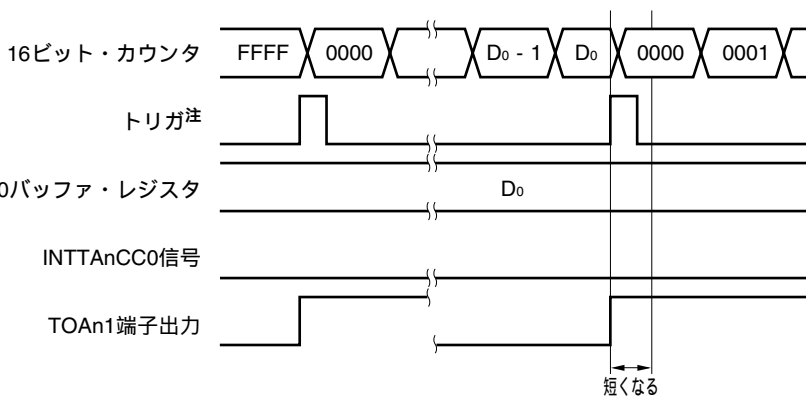 16ビット・カウンタ FFFF 0000 D0 - 1 D0 0000 0001
トリガ注
0バッファ・レジスタ D0
INTTAnCC0信号
TOAn1端子出力
短くなる